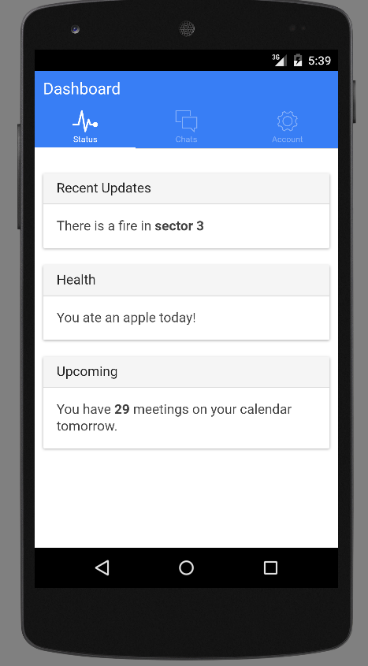 3G 5:39
Dashboard
Status Chats Account
Recent Updates
There is a fire in sector 3
Health
You ate an apple today!
Upcoming
You have 29 meetings on your calendar
tomorrow.